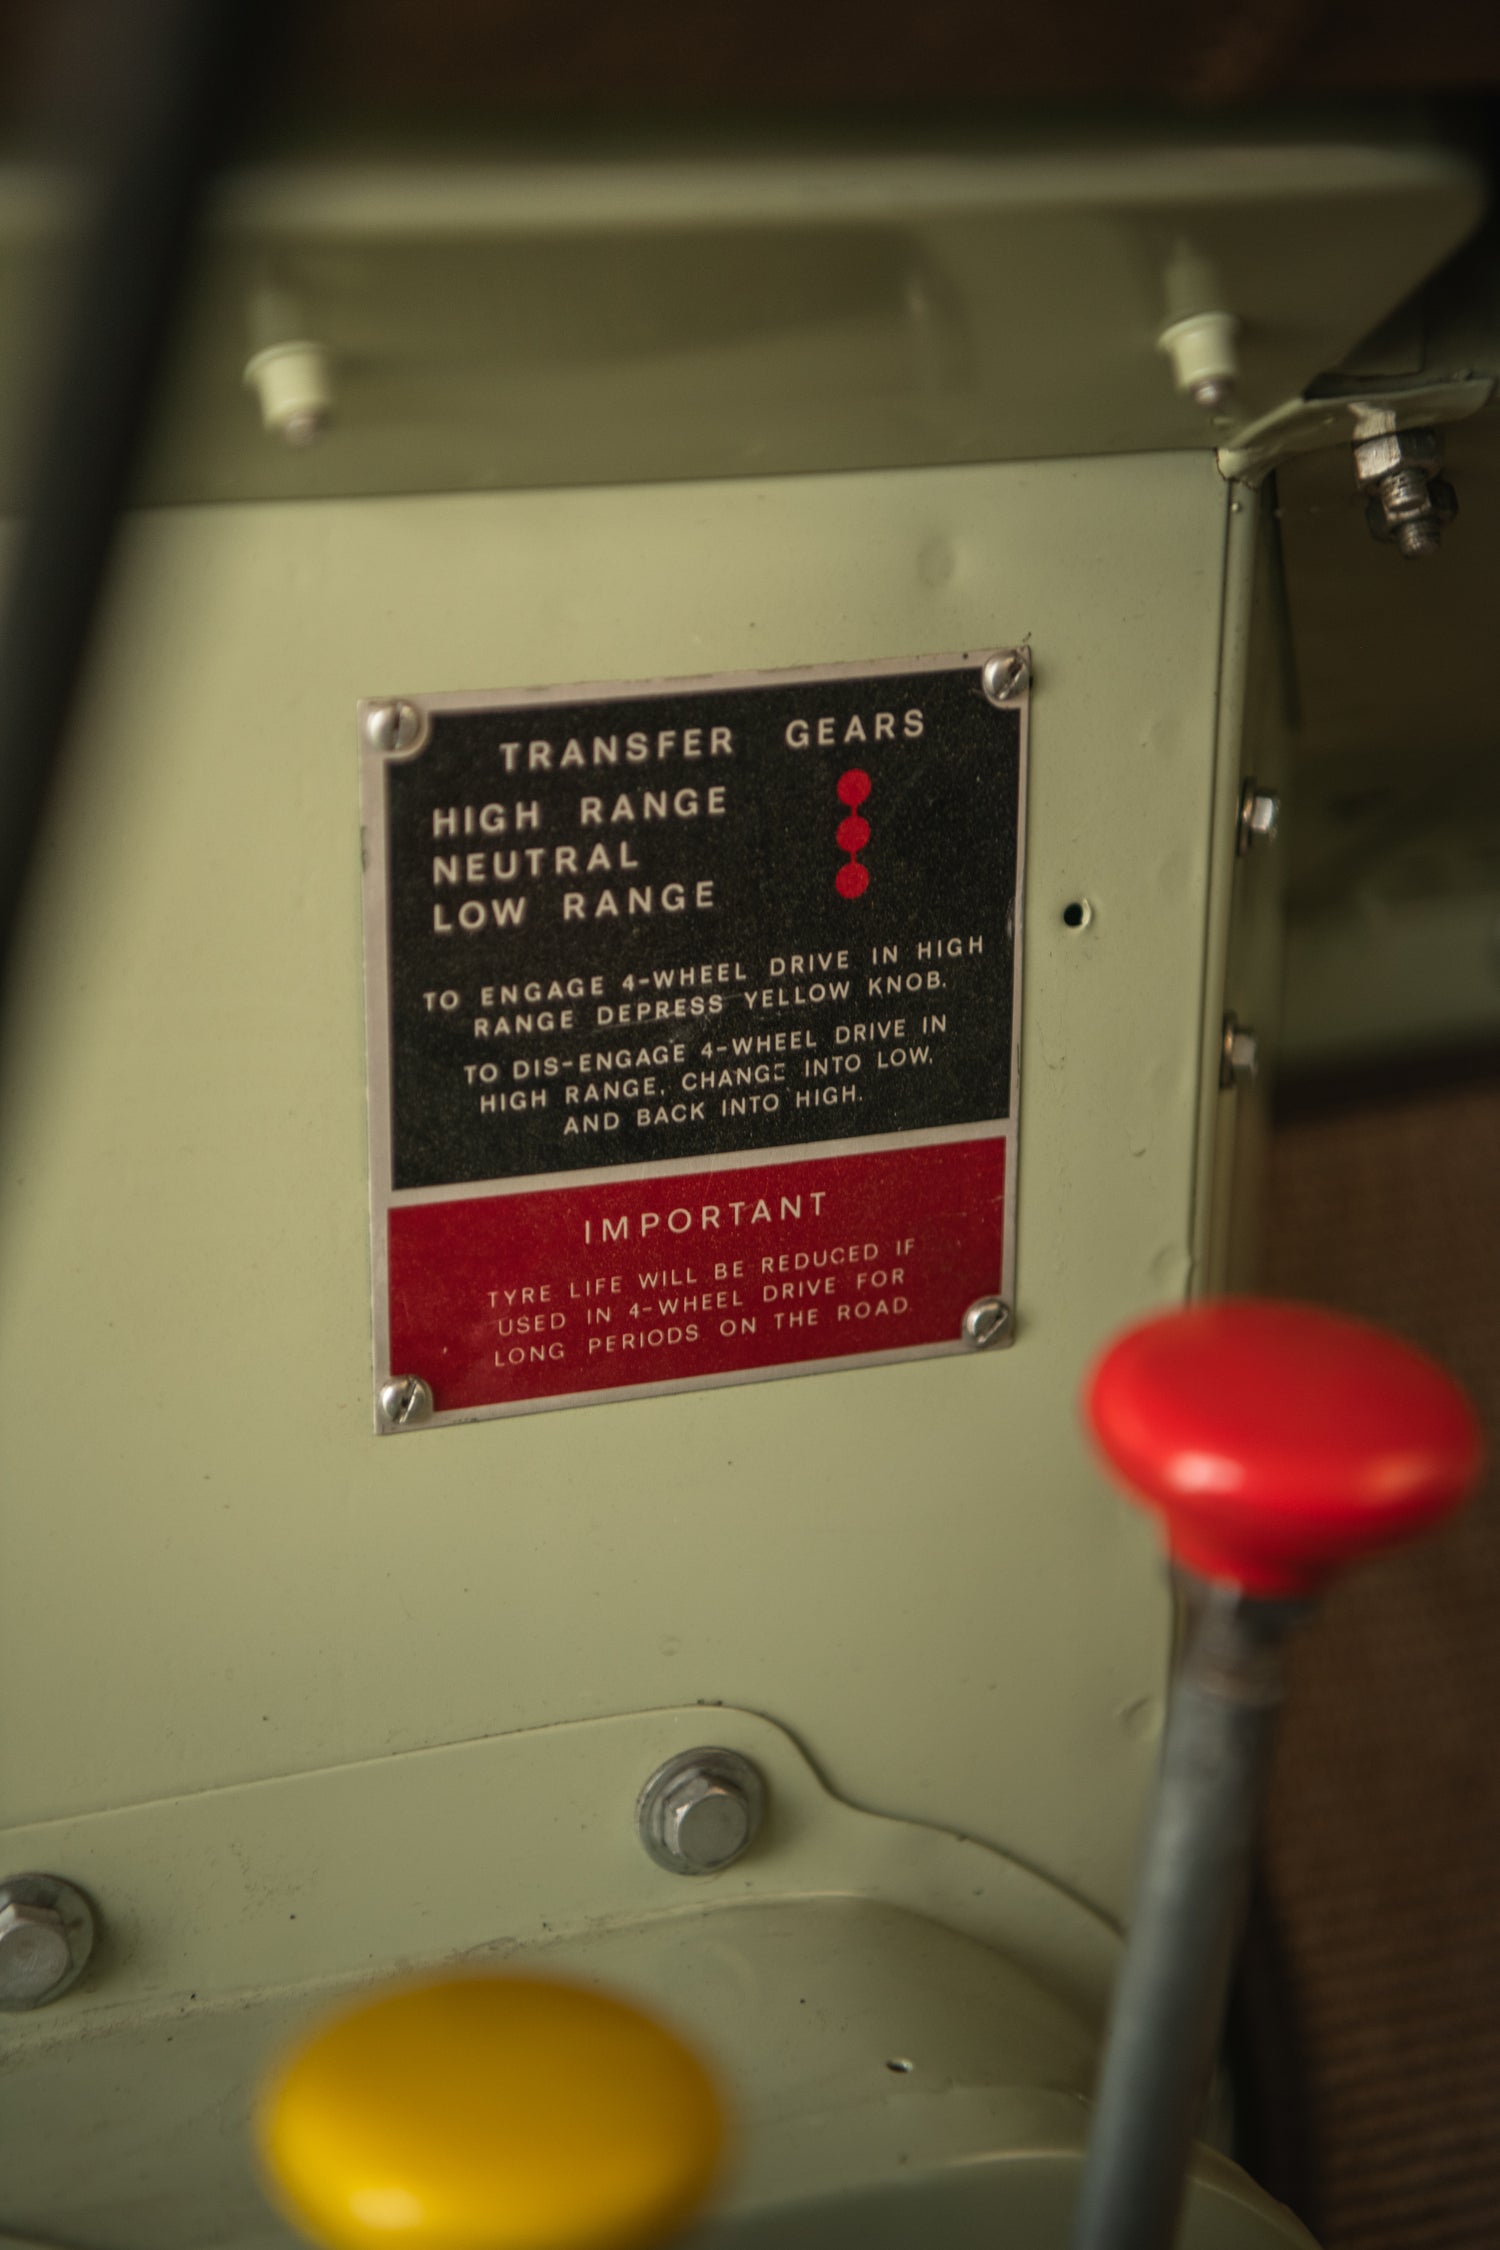 TRANSFER GEARS
HIGH RANGE
NEUTRAL
LOW RANGE
TO ENGAGE 4-WHEEL DRIVE IN HIGH
RANGE DEPRESS YELLOW KNOB.
TO DIS-ENGAGE 4-WHEEL DRIVE IN
HIGH RANGE, CHANGE INTO LOW,
AND BACK INTO HIGH.
IMPORTANT
TYRE LIFE WILL BE REDUCED IF
USED IN 4-WHEEL DRIVE FOR
LONG PERIODS ON THE ROAD.